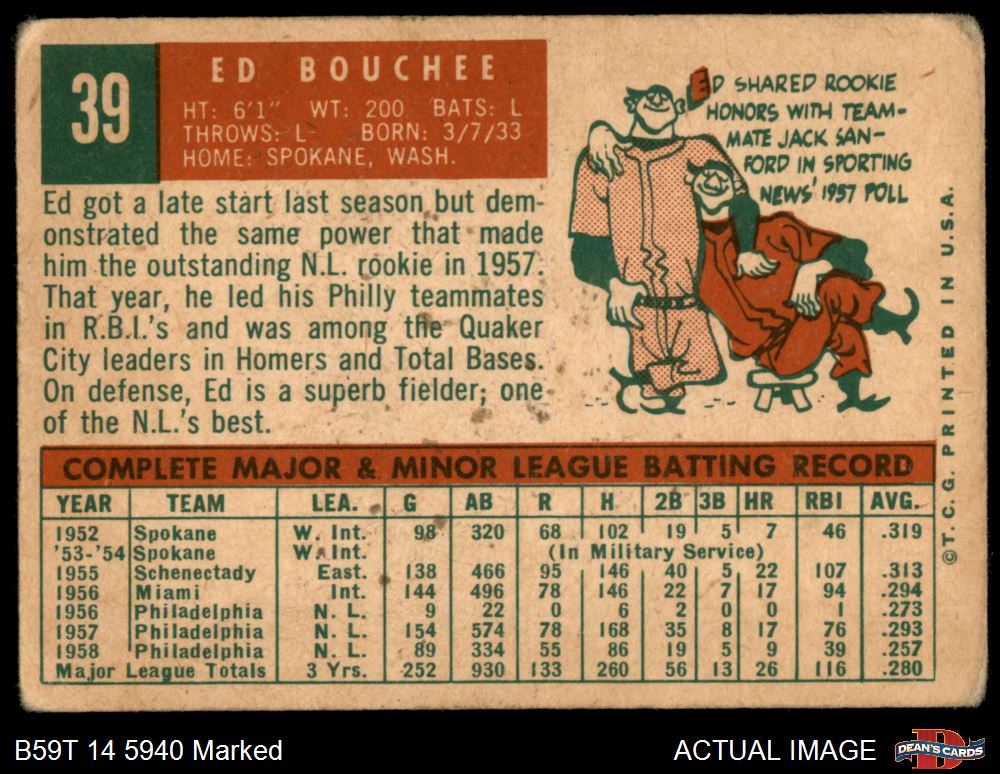 39
ED BOUCHEE
HT: 6'1" WT: 200 BATS: L
THROWS: L BORN: 3/7/33
HOME: SPOKANE, WASH.
ED SHARED ROOKIE
HONORS WITH TEAM-
MATE JACK SAN-
FORD IN SPORTING
NEWS' 1957 POLL
Ed got a late start last season but dem-
onstrated the same power that made
him the outstanding N.L. rookie in 1957.
That year, he led his Philly teammates
in R.B.I.'s and was among the Quaker
City leaders in Homers and Total Bases.
On defense, Ed is a superb fielder; one
of the N.L.'s best.
COMPLETE MAJOR & MINOR LEAGUE BATTING RECORD
YEAR TEAM LEA. G AB R H 2B 3B HR RBI AVG.
1952 Spokane W. Int. 98 320 68 102 19 5 7 46 .319
'53-'54 Spokane W. Int. (In Military Service)
1955 Schenectady East. 138 466 95 146 40 5 22 107 .313
1956 Miami Int. 144 496 78 146 22 7 17 94 .294
1956 Philadelphia N. L. 9 22 0 6 2 0 0 1 .273
1957 Philadelphia N. L. 154 574 78 168 35 8 17 76 .293
1958 Philadelphia N. L. 89 334 55 86 19 5 9 39 .257
Major League Totals 3 Yrs. 252 930 133 260 56 13 26 116 .280
©T.C.G. PRINTED IN U.S.A.
B59T 14 5940 Marked
ACTUAL IMAGE
D
DEAN'S CARDS